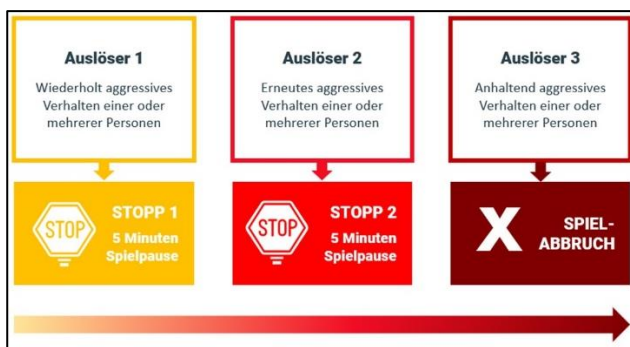 Auslöser 1
Wiederholt aggressives
Verhalten einer oder
mehrerer Personen
Auslöser 2
Erneutes aggressives
Verhalten einer oder
mehrerer Personen
Auslöser 3
Anhaltend aggressives
Verhalten einer oder
mehrerer Personen
STOP
STOPP 1
5 Minuten
Spielpause
STOP
STOPP 2
5 Minuten
Spielpause
X
SPIEL-
ABBRUCH